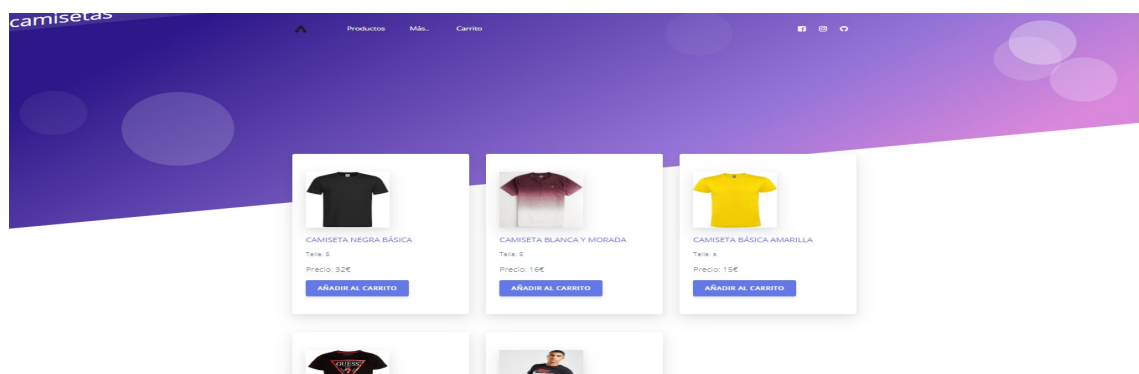 camisetas
Productos Más.. Carrito
CAMISETA NEGRA BÁSICA
Talla: S
Precio: 32€
AÑADIR AL CARRITO
CAMISETA BLANCA Y MORADA
Talla: S
Precio: 16€
AÑADIR AL CARRITO
CAMISETA BÁSICA AMARILLA
Talla: s
Precio: 15€
AÑADIR AL CARRITO
GUESS